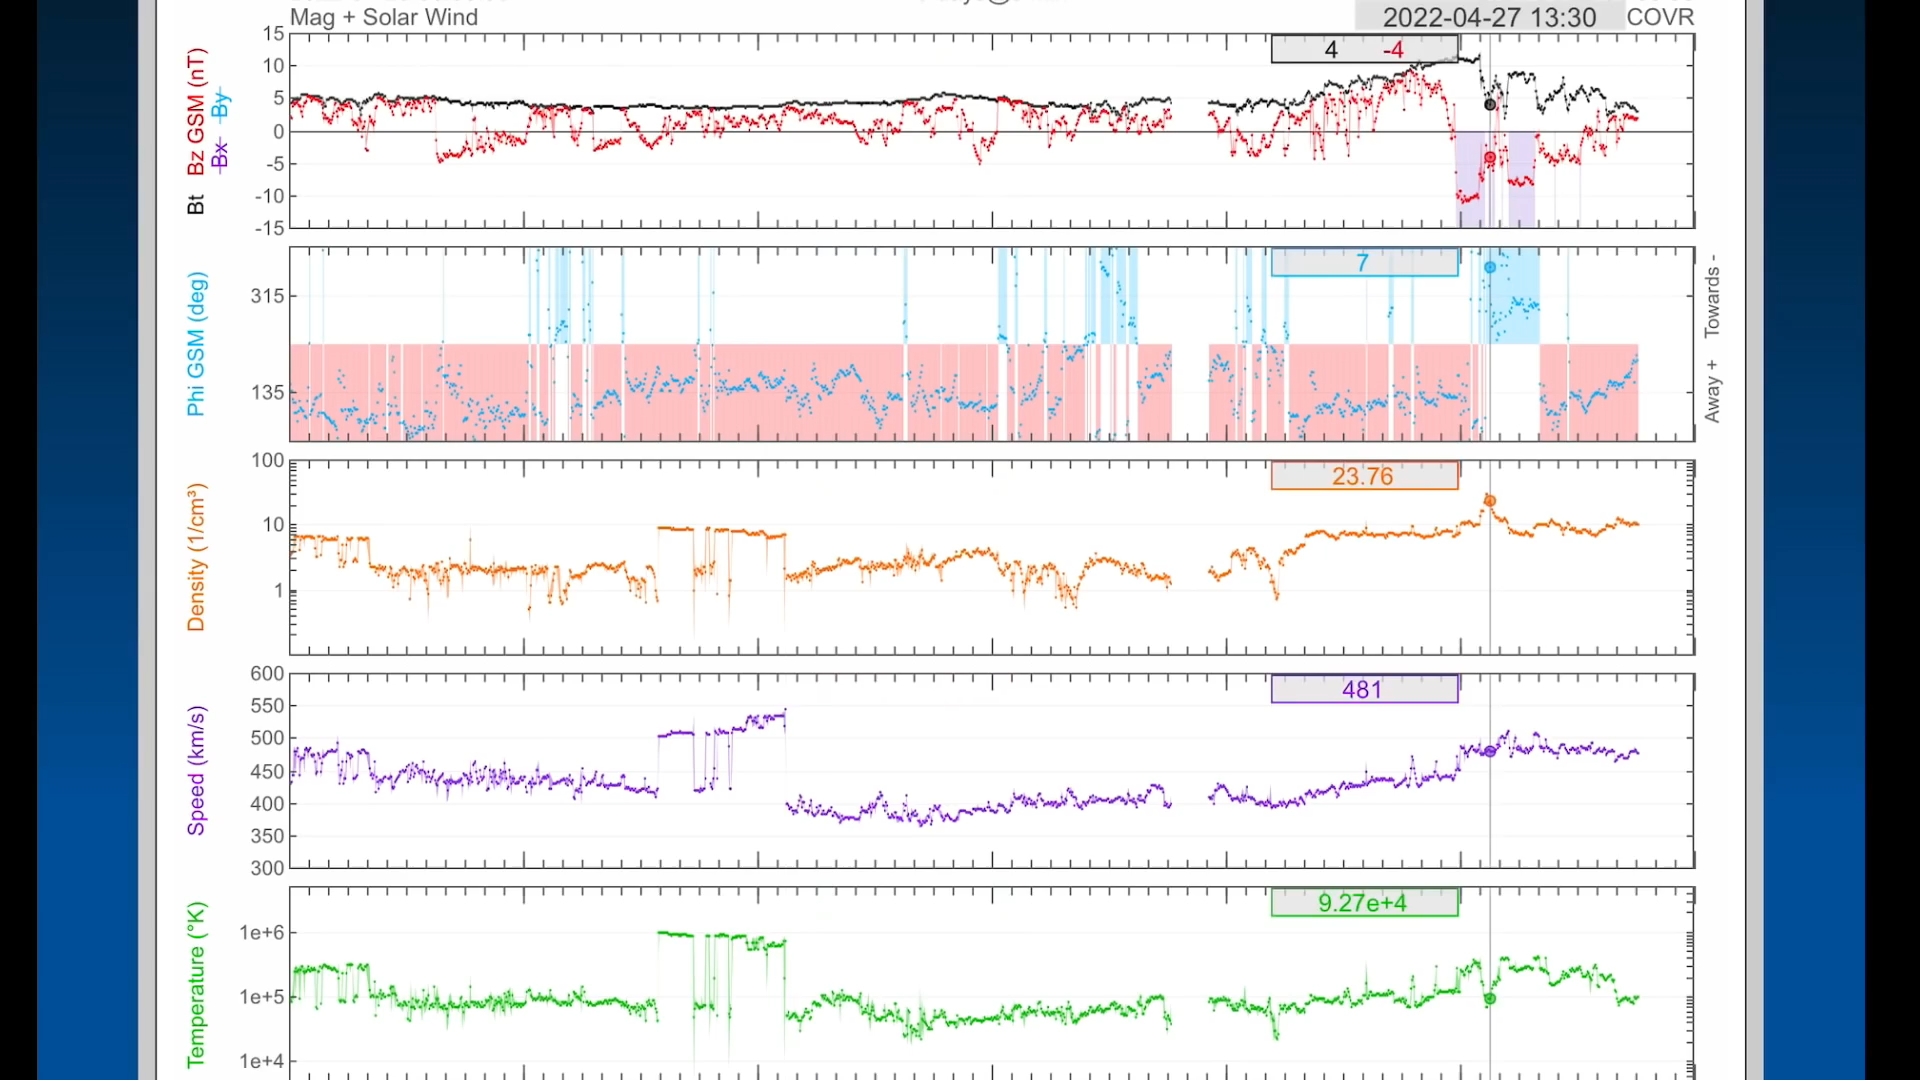 Mag + Solar Wind
2022-04-27 13:30 COVR
Bt Bz GSM (nT)
Bx By
15
10
5
0
-5
-10
-15
4 -4
Phi GSM (deg)
315
135
7
Towards -
Away +
Density (1/cm³)
100
10
1
23.76
Speed (km/s)
600
550
500
450
400
350
300
481
Temperature (°K)
1e+6
1e+5
1e+4
9.27e+4